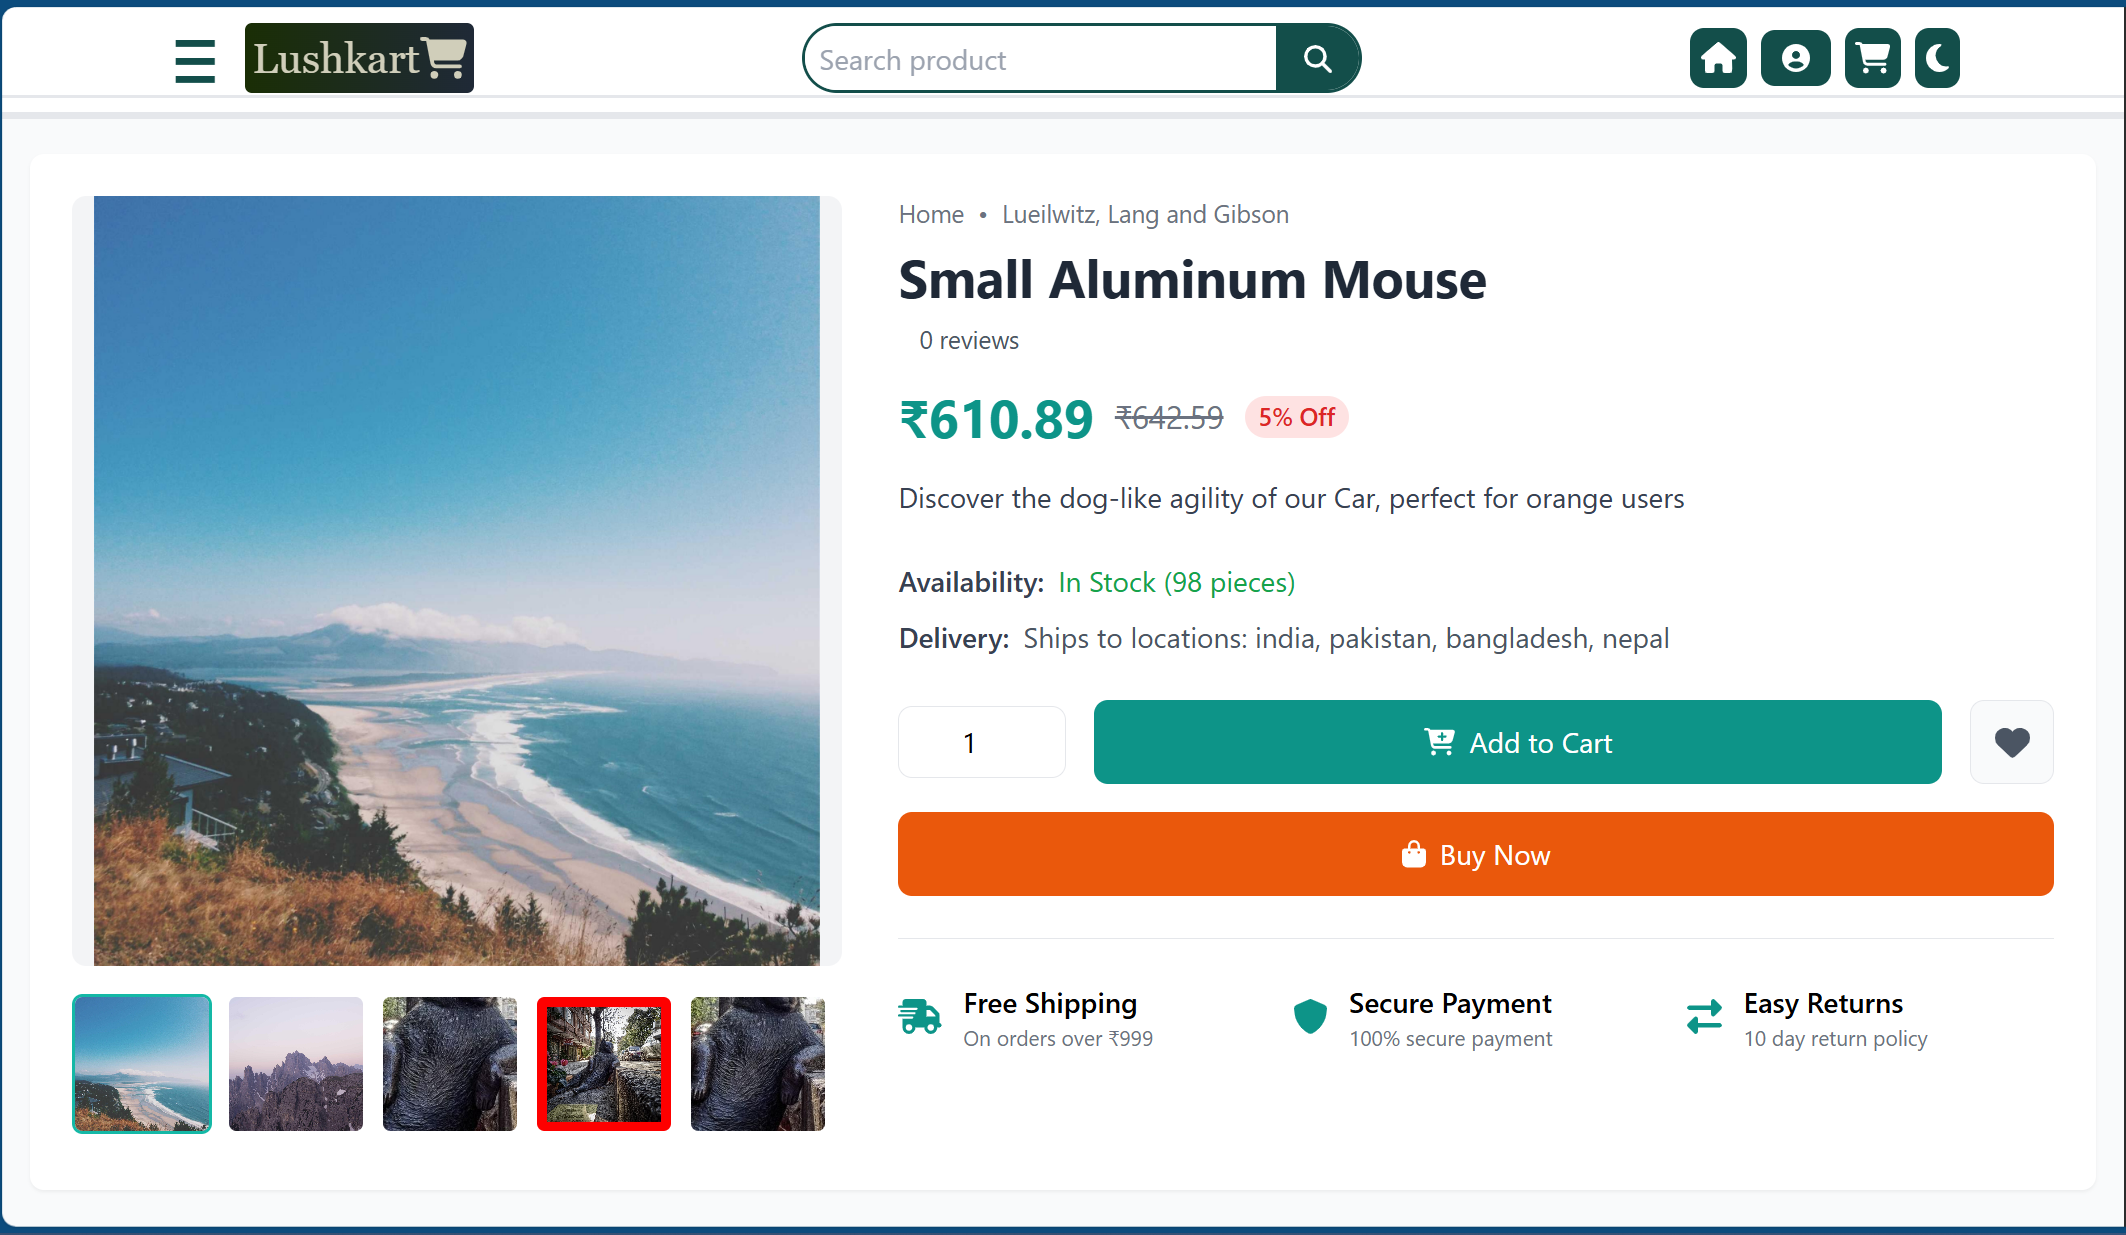 Lushkart
Search product
Home • Lueilwitz, Lang and Gibson
Small Aluminum Mouse
0 reviews
₹610.89 ₹642.59 5% Off
Discover the dog-like agility of our Car, perfect for orange users
Availability: In Stock (98 pieces)
Delivery: Ships to locations: india, pakistan, bangladesh, nepal
1
Add to Cart
Buy Now
Free Shipping
On orders over ₹999
Secure Payment
100% secure payment
Easy Returns
10 day return policy